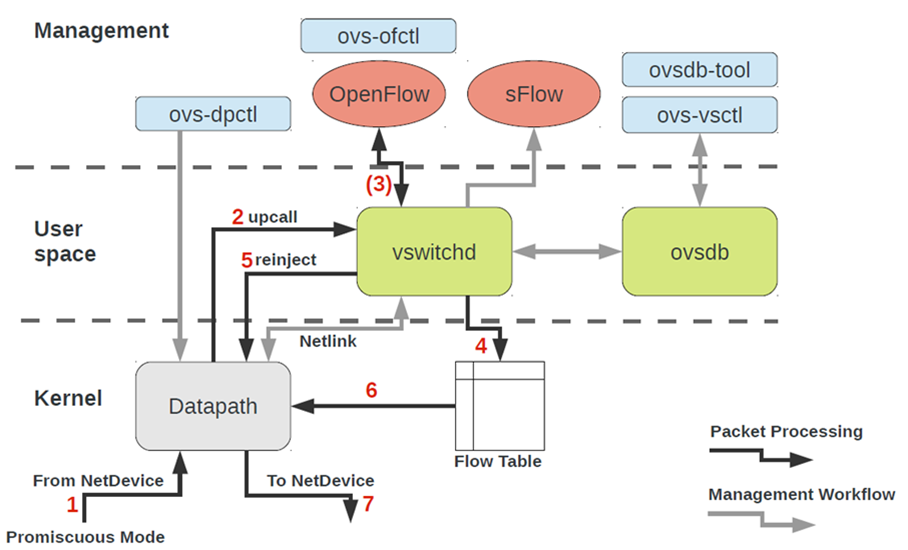 Management
ovs-ofctl
OpenFlow
sFlow
ovsdb-tool
ovs-vsctl
ovs-dpctl
(3)
User
space
2 upcall
5 reinject
vswitchd
ovsdb
Netlink
4
Kernel
Datapath
6
Flow Table
From NetDevice
1
Promiscuous Mode
To NetDevice
7
Packet Processing
Management Workflow